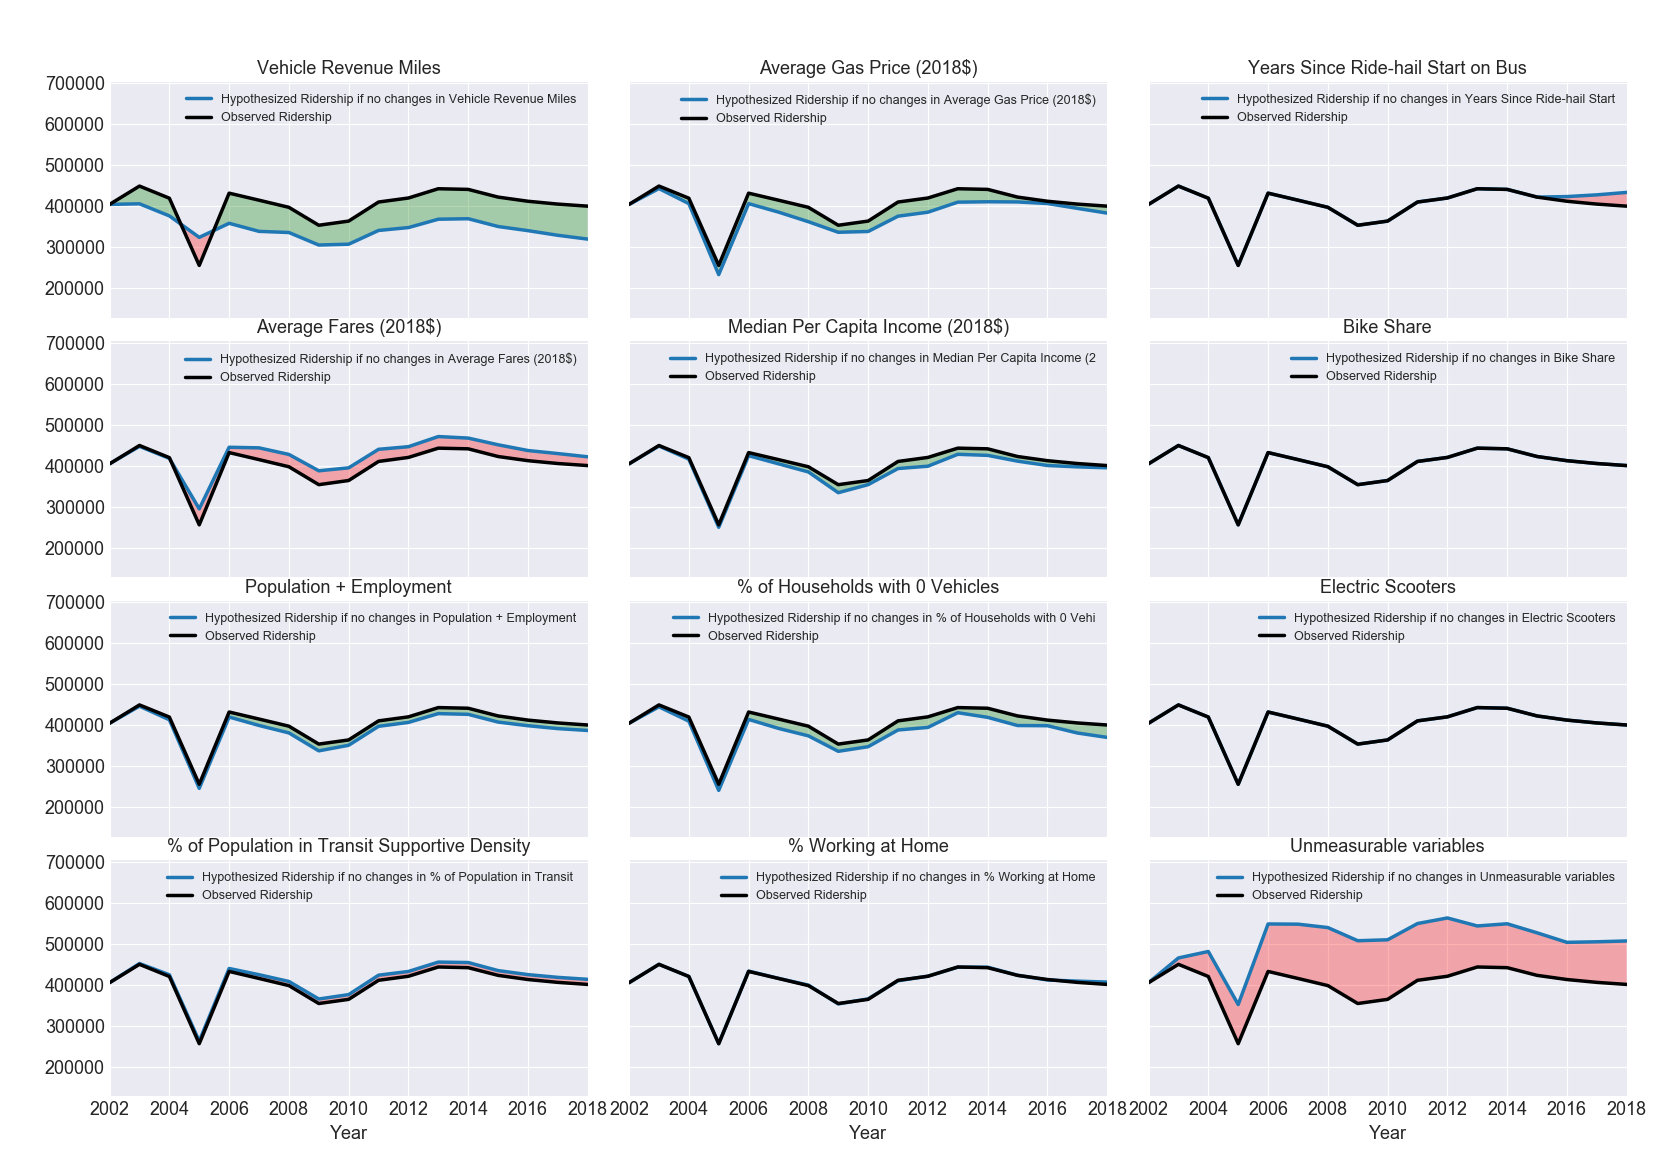 Vehicle Revenue Miles
Average Gas Price (2018$)
Years Since Ride-hail Start on Bus
700000
600000
500000
400000
300000
200000
Hypothesized Ridership if no changes in Vehicle Revenue Miles
Observed Ridership
Hypothesized Ridership if no changes in Average Gas Price (2018$)
Observed Ridership
Hypothesized Ridership if no changes in Years Since Ride-hail Start
Observed Ridership
Average Fares (2018$)
Median Per Capita Income (2018$)
Bike Share
700000
600000
500000
400000
300000
200000
Hypothesized Ridership if no changes in Average Fares (2018$)
Observed Ridership
Hypothesized Ridership if no changes in Median Per Capita Income (2
Observed Ridership
Hypothesized Ridership if no changes in Bike Share
Observed Ridership
Population + Employment
% of Households with 0 Vehicles
Electric Scooters
700000
600000
500000
400000
300000
200000
Hypothesized Ridership if no changes in Population + Employment
Observed Ridership
Hypothesized Ridership if no changes in % of Households with 0 Vehi
Observed Ridership
Hypothesized Ridership if no changes in Electric Scooters
Observed Ridership
% of Population in Transit Supportive Density
% Working at Home
Unmeasurable variables
700000
600000
500000
400000
300000
200000
Hypothesized Ridership if no changes in % of Population in Transit
Observed Ridership
Hypothesized Ridership if no changes in % Working at Home
Observed Ridership
Hypothesized Ridership if no changes in Unmeasurable variables
Observed Ridership
2002 2004 2006 2008 2010 2012 2014 2016 2018
2002 2004 2006 2008 2010 2012 2014 2016 2018
2002 2004 2006 2008 2010 2012 2014 2016 2018
Year
Year
Year